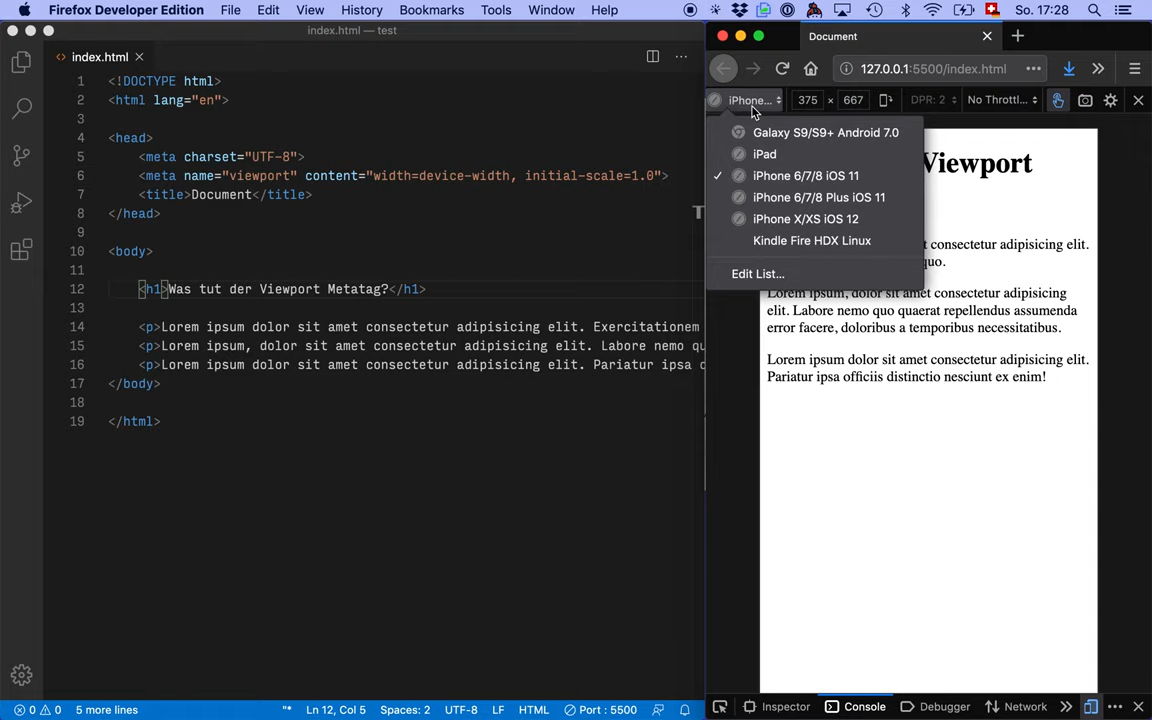 Firefox Developer Edition File Edit View History Bookmarks Tools Window Help So. 17:28
index.html — test
index.html
1 <!DOCTYPE html>
2 <html lang="en">
3
4 <head>
5 <meta charset="UTF-8">
6 <meta name="viewport" content="width=device-width, initial-scale=1.0">
7 <title>Document</title>
8 </head>
9
10 <body>
11
12 <h1>Was tut der Viewport Metatag?</h1>
13
14 <p>Lorem ipsum dolor sit amet consectetur adipisicing elit. Exercitationem
15 <p>Lorem ipsum, dolor sit amet consectetur adipisicing elit. Labore nemo qu
16 <p>Lorem ipsum dolor sit amet consectetur adipisicing elit. Pariatur ipsa o
17 </body>
18
19 </html>
0 0 5 more lines "* Ln 12, Col 5 Spaces: 2 UTF-8 LF HTML Port : 5500
Document
127.0.0.1:5500/index.html
iPhone... 375 × 667 DPR: 2 No Throttl...
Galaxy S9/S9+ Android 7.0
iPad
✓ iPhone 6/7/8 iOS 11
iPhone 6/7/8 Plus iOS 11
iPhone X/XS iOS 12
Kindle Fire HDX Linux
Edit List...
Viewport
t consectetur adipisicing elit.
quo.
Lorem ipsum, dolor sit amet consectetur adipisicing
elit. Labore nemo quo quaerat repellendus assumenda
error facere, doloribus a temporibus necessitatibus.
Lorem ipsum dolor sit amet consectetur adipisicing elit.
Pariatur ipsa officiis distinctio nesciunt ex enim!
Inspector Console Debugger Network